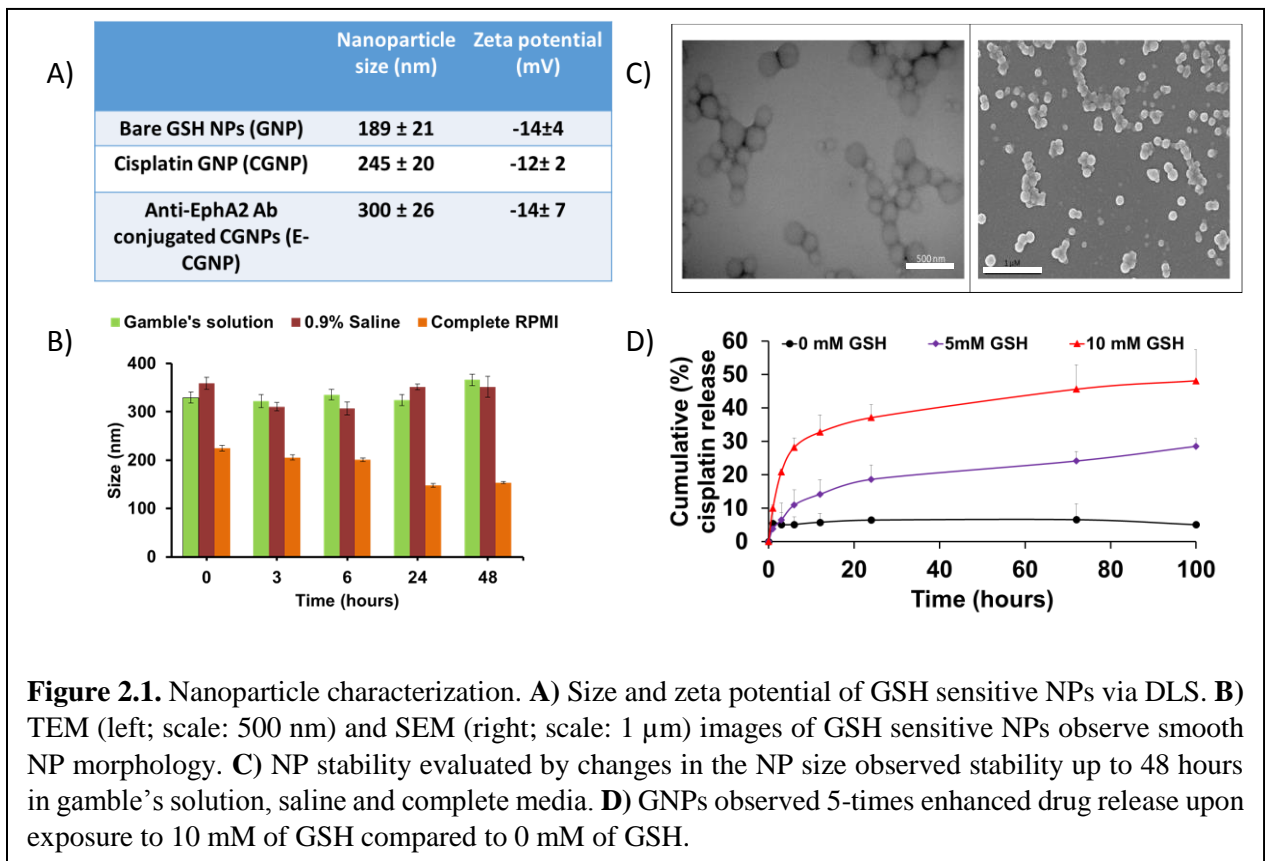 A)
Nanoparticle size (nm)
Zeta potential (mV)
Bare GSH NPs (GNP) 189 ± 21 -14±4
Cisplatin GNP (CGNP) 245 ± 20 -12± 2
Anti-EphA2 Ab
conjugated CGNPs (E-
CGNP)
300 ± 26 -14± 7
C)
500 nm
1 µM
B)
Gamble's solution 0.9% Saline Complete RPMI
Size (nm)
400
300
200
100
0
0 3 6 24 48
Time (hours)
D)
0 mM GSH 5mM GSH 10 mM GSH
Cumulative (%)
cisplatin release
60
50
40
30
20
10
0
0 20 40 60 80 100
Time (hours)
Figure 2.1. Nanoparticle characterization. A) Size and zeta potential of GSH sensitive NPs via DLS. B)
TEM (left; scale: 500 nm) and SEM (right; scale: 1 µm) images of GSH sensitive NPs observe smooth
NP morphology. C) NP stability evaluated by changes in the NP size observed stability up to 48 hours
in gamble’s solution, saline and complete media. D) GNPs observed 5-times enhanced drug release upon
exposure to 10 mM of GSH compared to 0 mM of GSH.